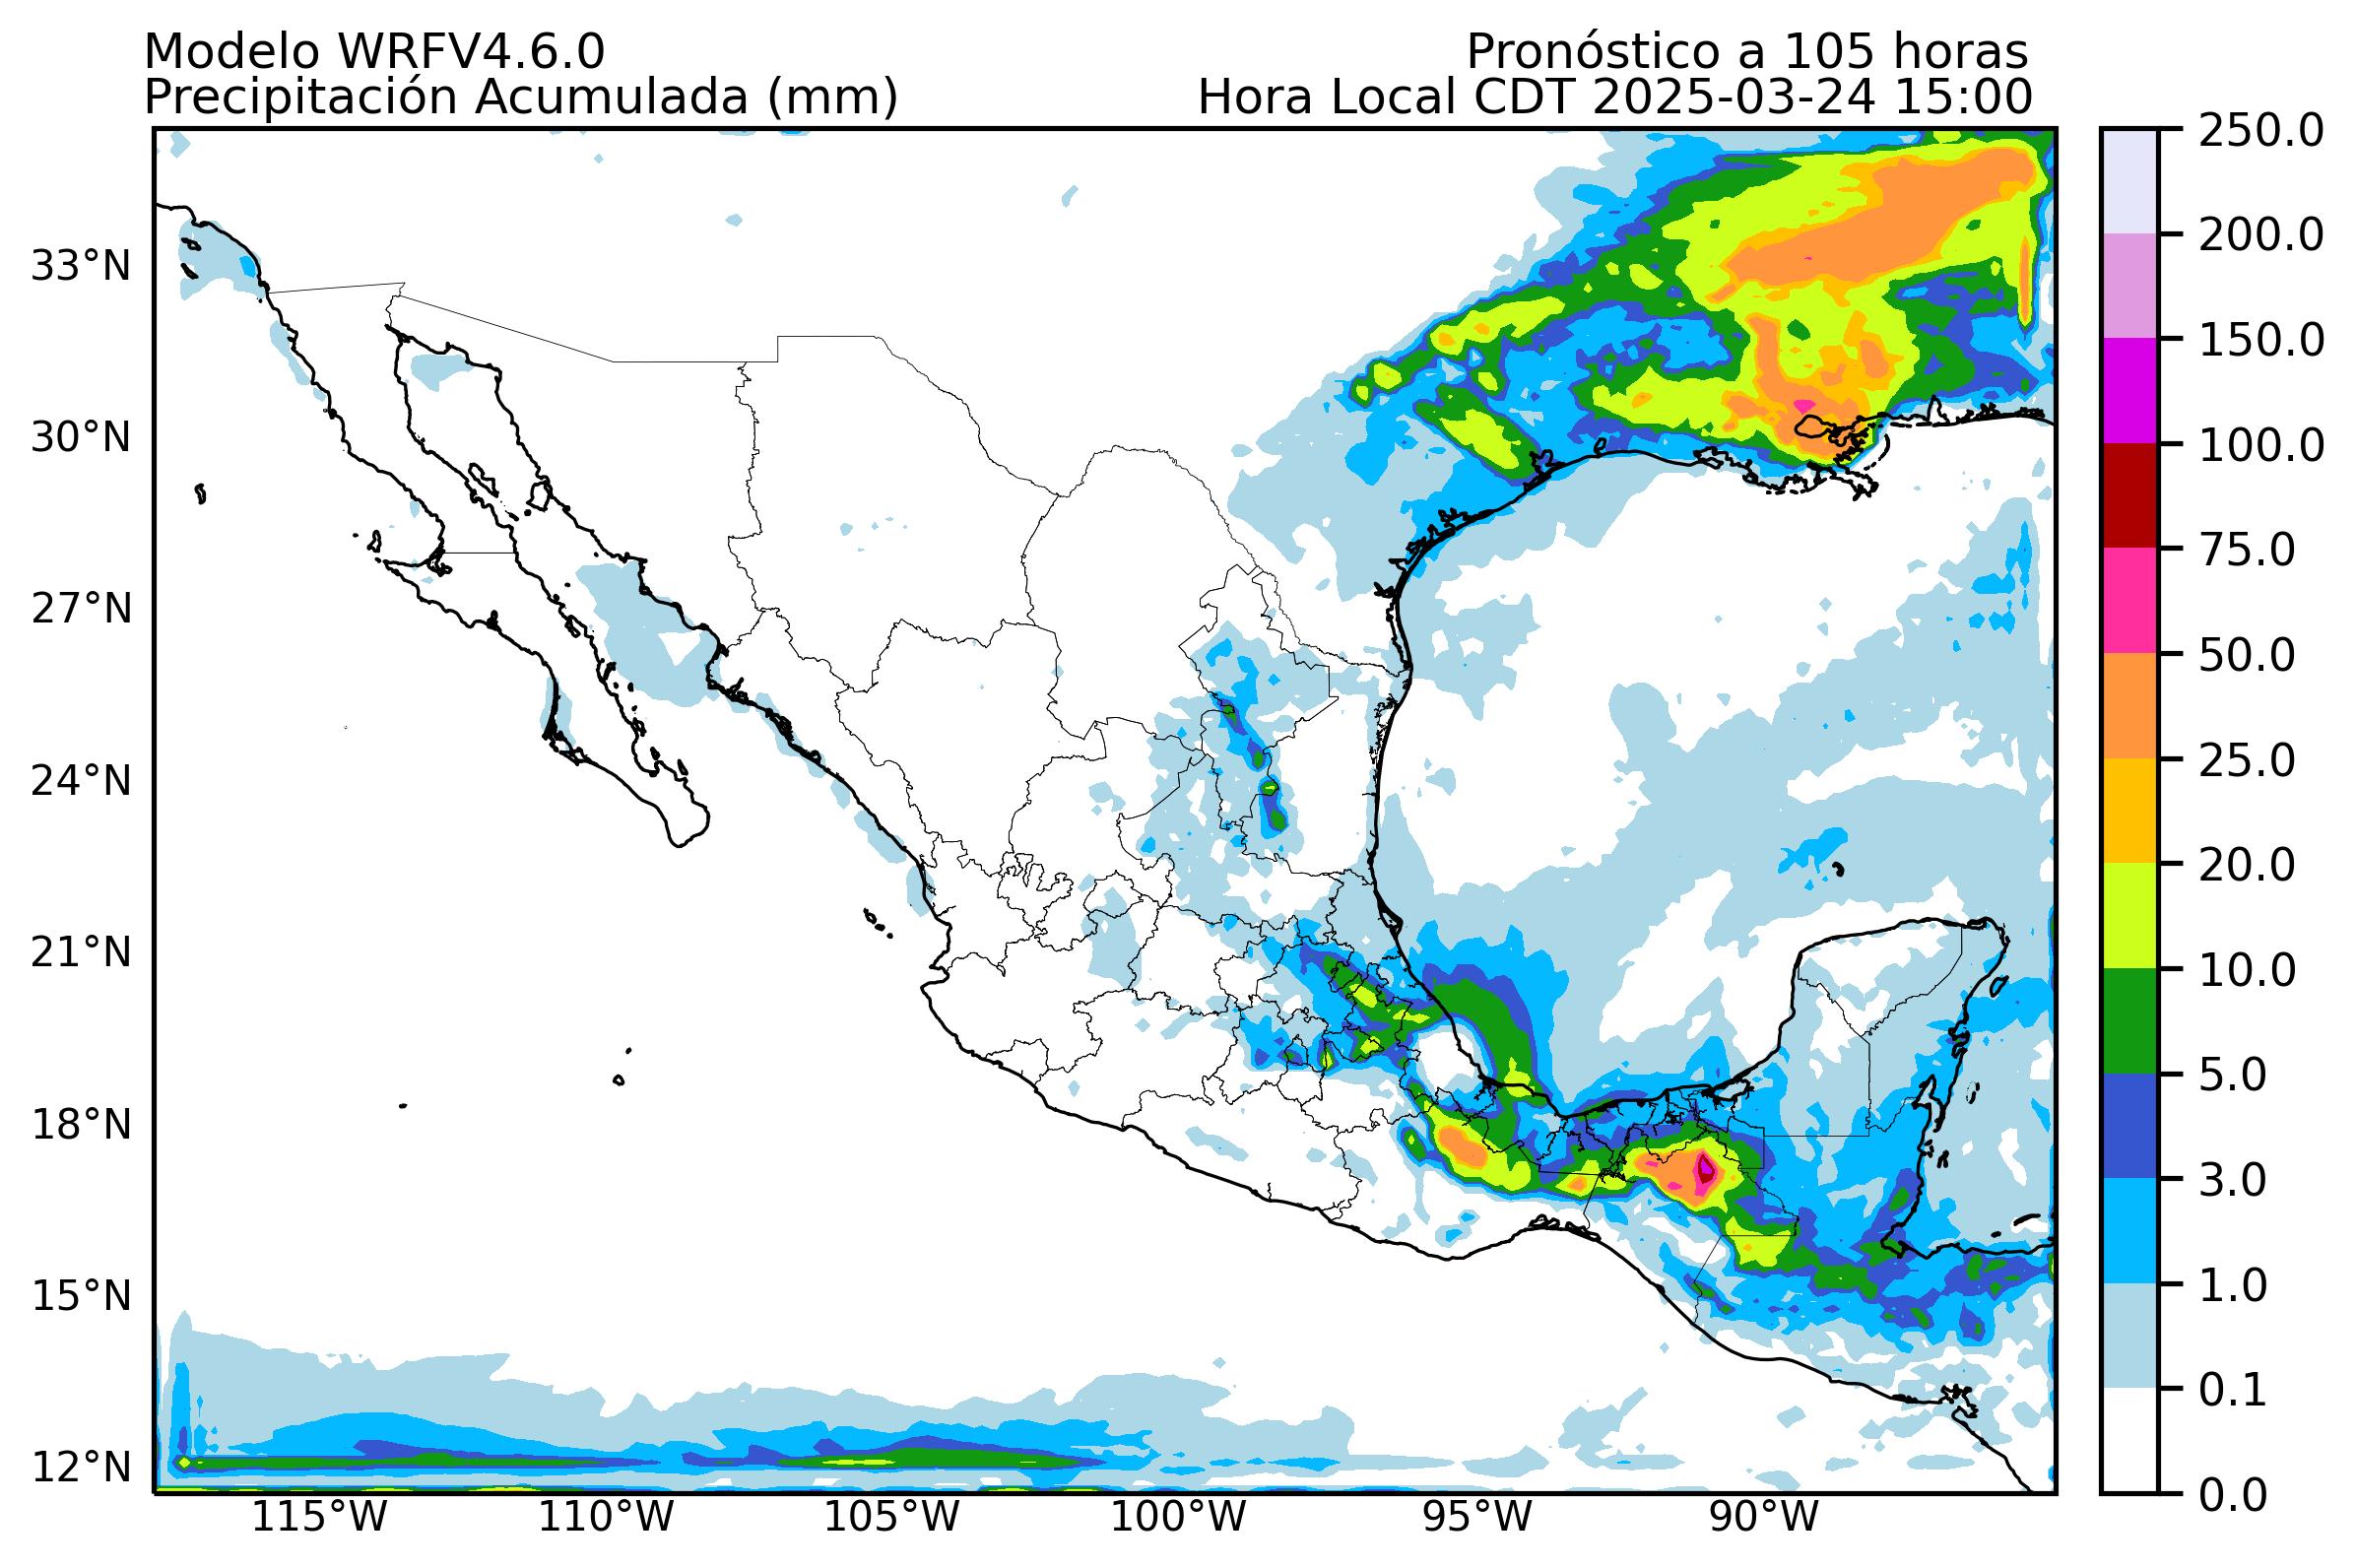 Modelo WRFV4.6.0
Pronóstico a 105 horas
Precipitación Acumulada (mm)
Hora Local CDT 2025-03-24 15:00
33°N
30°N
27°N
24°N
21°N
18°N
15°N
12°N
115°W
110°W
105°W
100°W
95°W
90°W
250.0
200.0
150.0
100.0
75.0
50.0
25.0
20.0
10.0
5.0
3.0
1.0
0.1
0.0